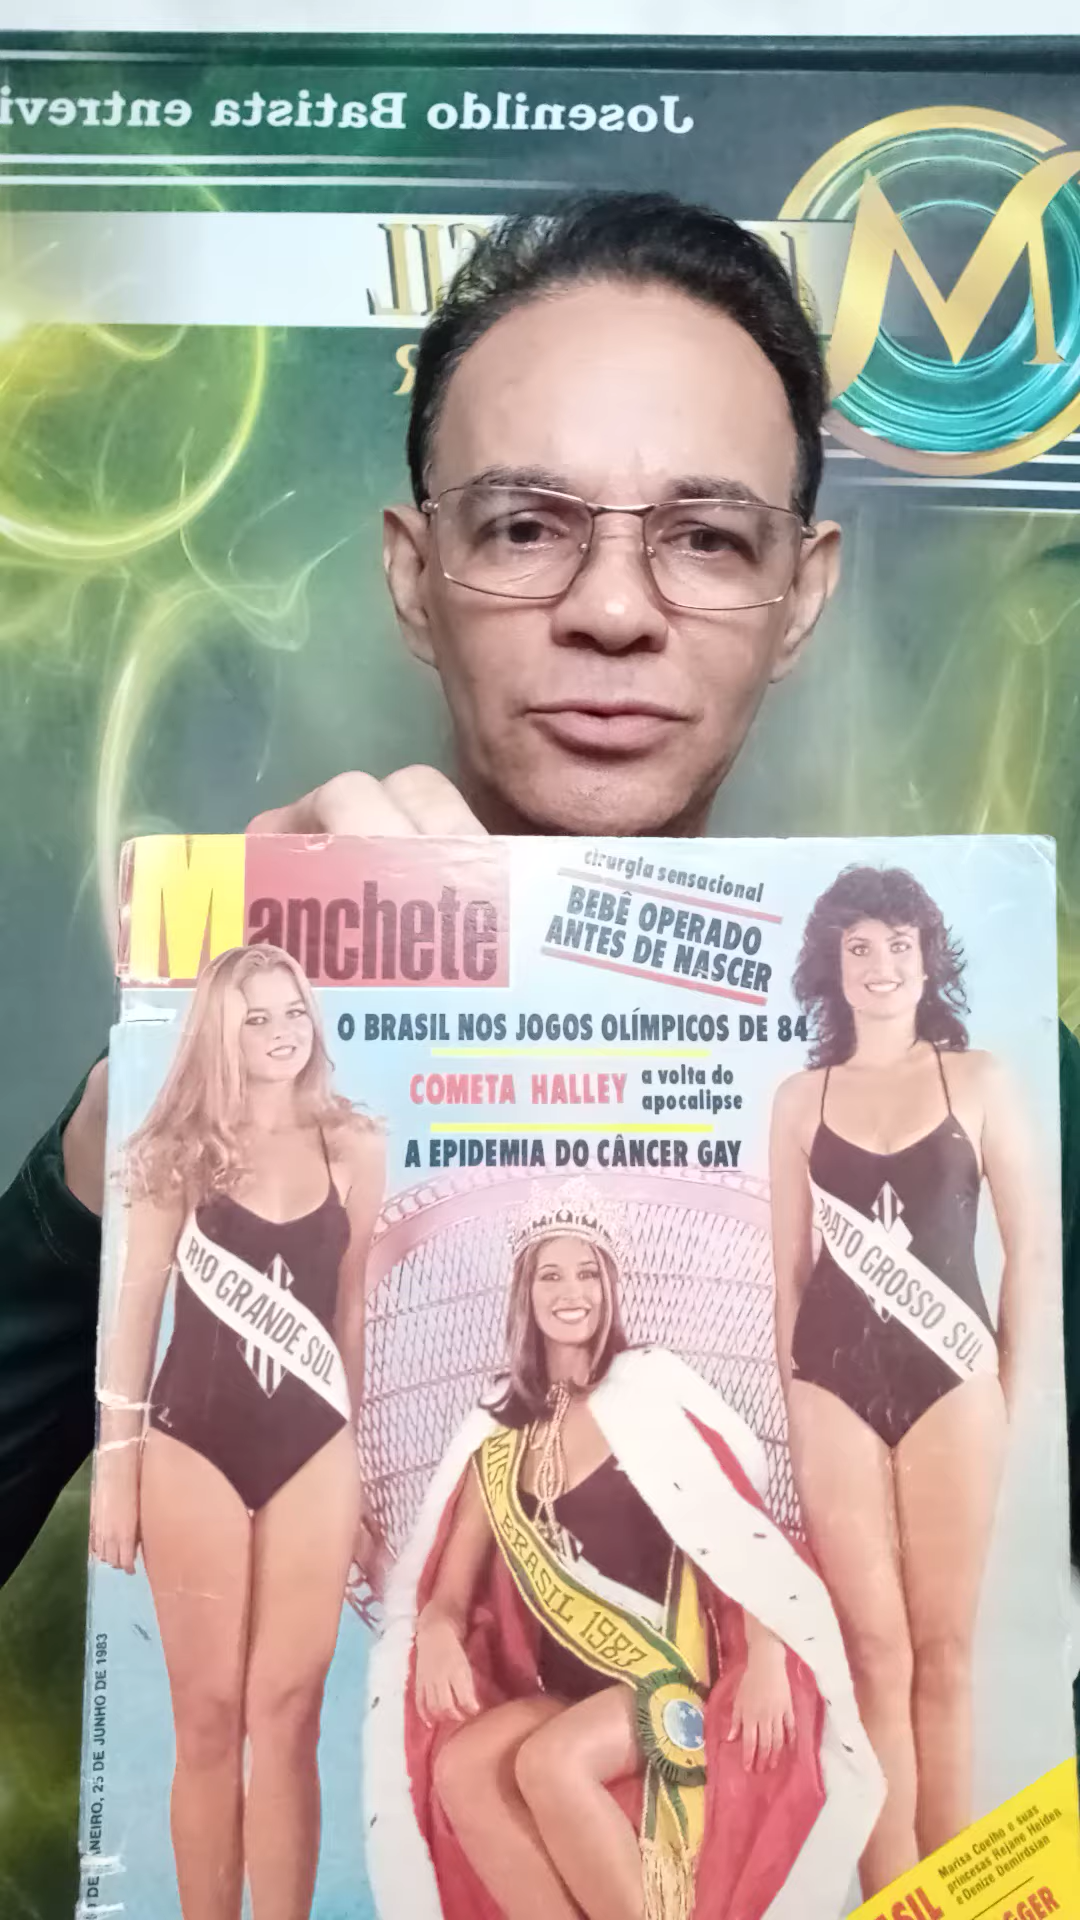 Josenildo Batista entrevi
M
Manchete
cirurgia sensacional
BEBÊ OPERADO
ANTES DE NASCER
O BRASIL NOS JOGOS OLÍMPICOS DE 84
COMETA HALLEY a volta do
apocalipse
A EPIDEMIA DO CÂNCER GAY
RIO GRANDE SUL
MATO GROSSO SUL
MISS BRASIL 1983
DE JANEIRO, 25 DE JUNHO DE 1983
Marisa Coelho e suas
princesas Rejane Heiden
e Denize Demirdsian